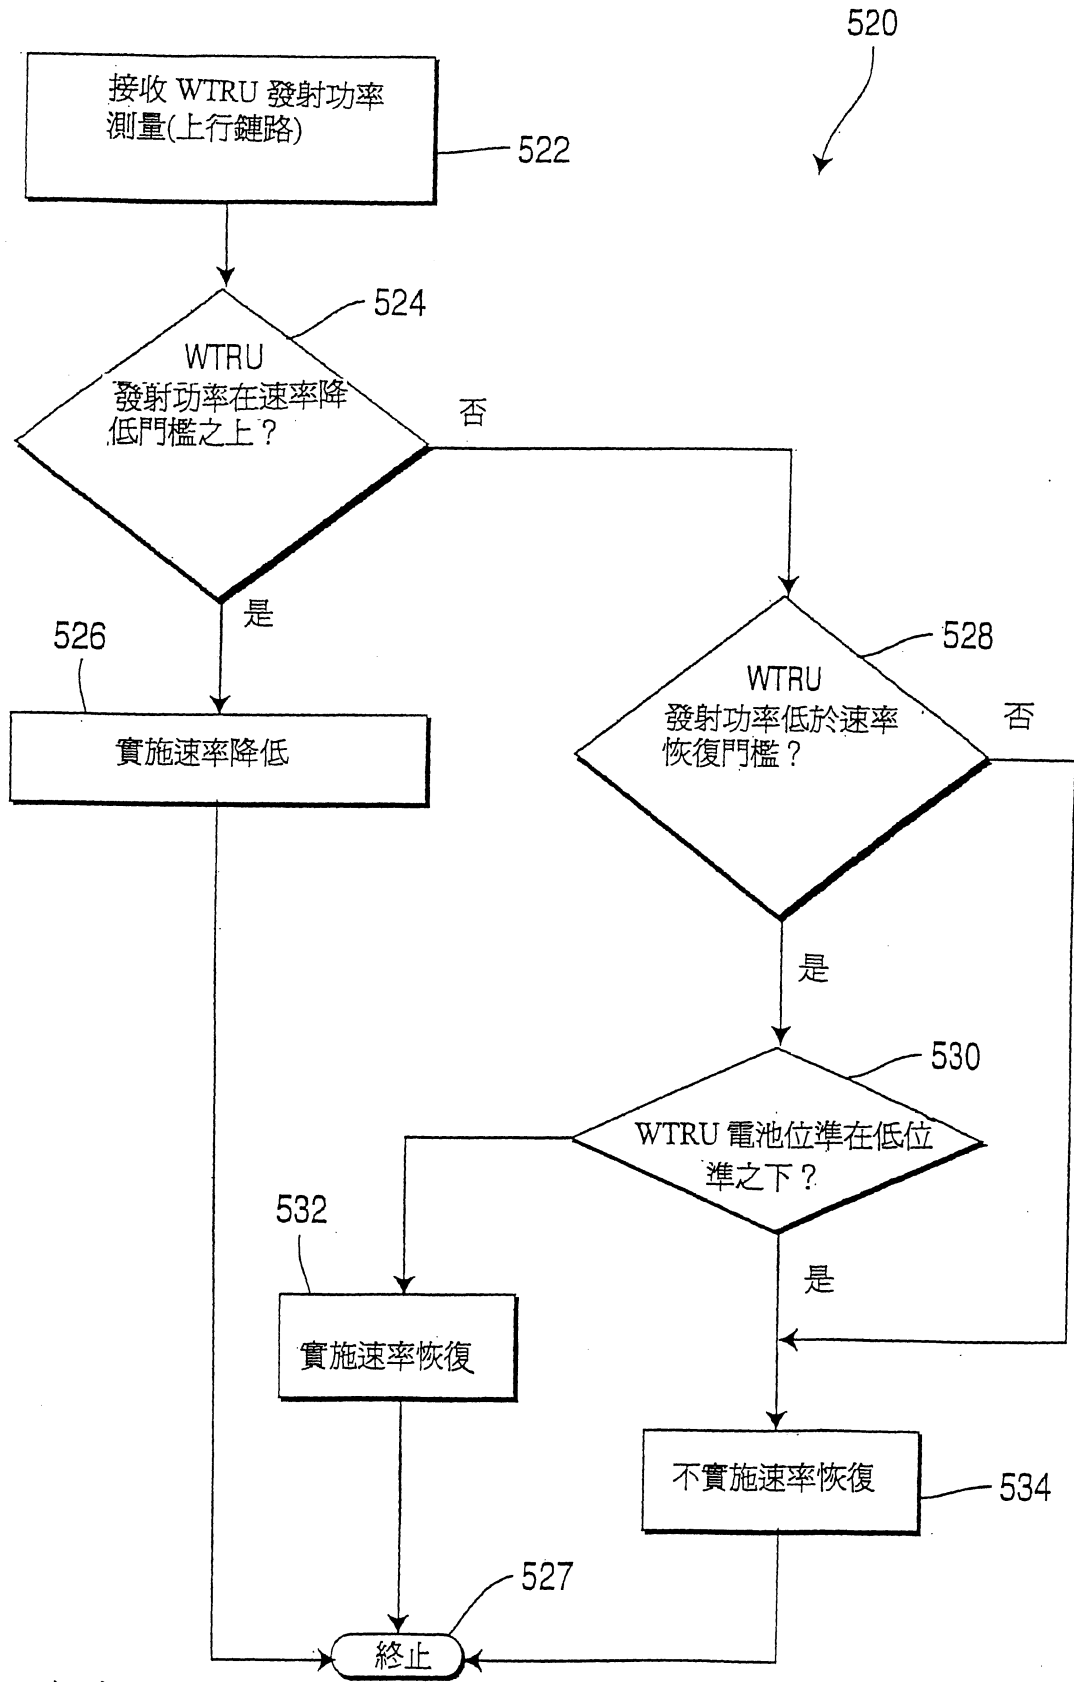 520
接收 WTRU 發射功率
測量(上行鏈路)
522
524
WTRU
發射功率在速率降
低門檻之上？
否
是
526
實施速率降低
528
WTRU
發射功率低於速率
恢復門檻？
否
是
530
WTRU 電池位準在低位
準之下？
532
是
實施速率恢復
不實施速率恢復
534
527
終止